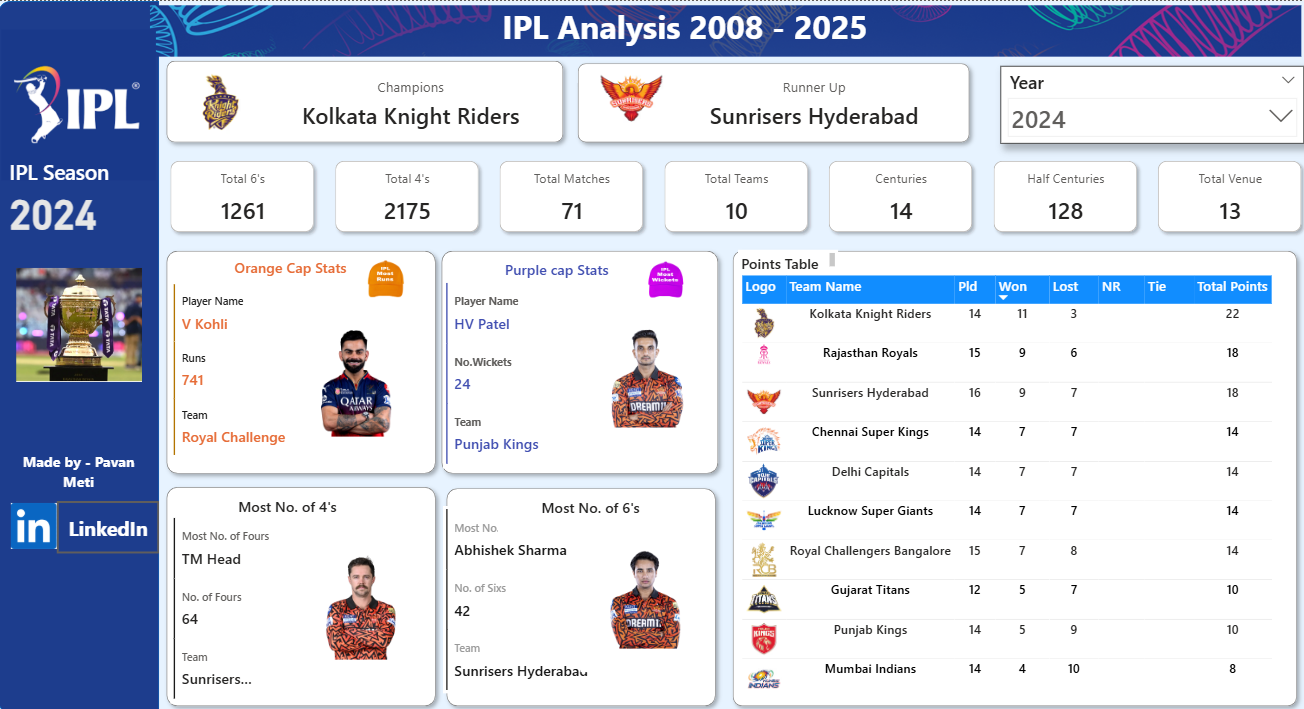 IPL Analysis 2008 - 2025
IPL
IPL Season
2024
Made by - Pavan
Meti
in LinkedIn
Knight Riders
Champions
Kolkata Knight Riders
SUNRISERS
Runner Up
Sunrisers Hyderabad
Year
2024
Total 6's
1261
Total 4's
2175
Total Matches
71
Total Teams
10
Centuries
14
Half Centuries
128
Total Venue
13
Orange Cap Stats
IPL
Most
Runs
Player Name
V Kohli
Runs
741
Team
Royal Challenge
QATAR
AIRWAYS
Purple cap Stats
IPL
Most
Wickets
Player Name
HV Patel
No.Wickets
24
Team
Punjab Kings
DREAM11
Most No. of 4's
Most No. of Fours
TM Head
No. of Fours
64
Team
Sunrisers...
Most No. of 6's
Most No.
Abhishek Sharma
No. of Sixs
42
Team
Sunrisers Hyderabad
DREAM11
Points Table
Logo Team Name Pld Won Lost NR Tie Total Points
Kolkata Knight Riders 14 11 3 22
Rajasthan Royals 15 9 6 18
Sunrisers Hyderabad 16 9 7 18
Chennai Super Kings 14 7 7 14
Delhi Capitals 14 7 7 14
Lucknow Super Giants 14 7 7 14
Royal Challengers Bangalore 15 7 8 14
Gujarat Titans 12 5 7 10
Punjab Kings 14 5 9 10
Mumbai Indians 14 4 10 8